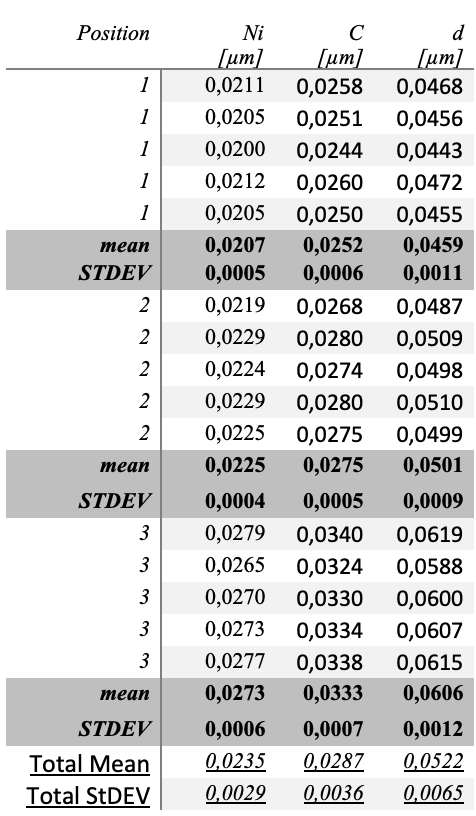 Position Ni C d
[µm] [µm] [µm]
1 0,0211 0,0258 0,0468
1 0,0205 0,0251 0,0456
1 0,0200 0,0244 0,0443
1 0,0212 0,0260 0,0472
1 0,0205 0,0250 0,0455
mean 0,0207 0,0252 0,0459
STDEV 0,0005 0,0006 0,0011
2 0,0219 0,0268 0,0487
2 0,0229 0,0280 0,0509
2 0,0224 0,0274 0,0498
2 0,0229 0,0280 0,0510
2 0,0225 0,0275 0,0499
mean 0,0225 0,0275 0,0501
STDEV 0,0004 0,0005 0,0009
3 0,0279 0,0340 0,0619
3 0,0265 0,0324 0,0588
3 0,0270 0,0330 0,0600
3 0,0273 0,0334 0,0607
3 0,0277 0,0338 0,0615
mean 0,0273 0,0333 0,0606
STDEV 0,0006 0,0007 0,0012
Total Mean 0,0235 0,0287 0,0522
Total StDEV 0,0029 0,0036 0,0065